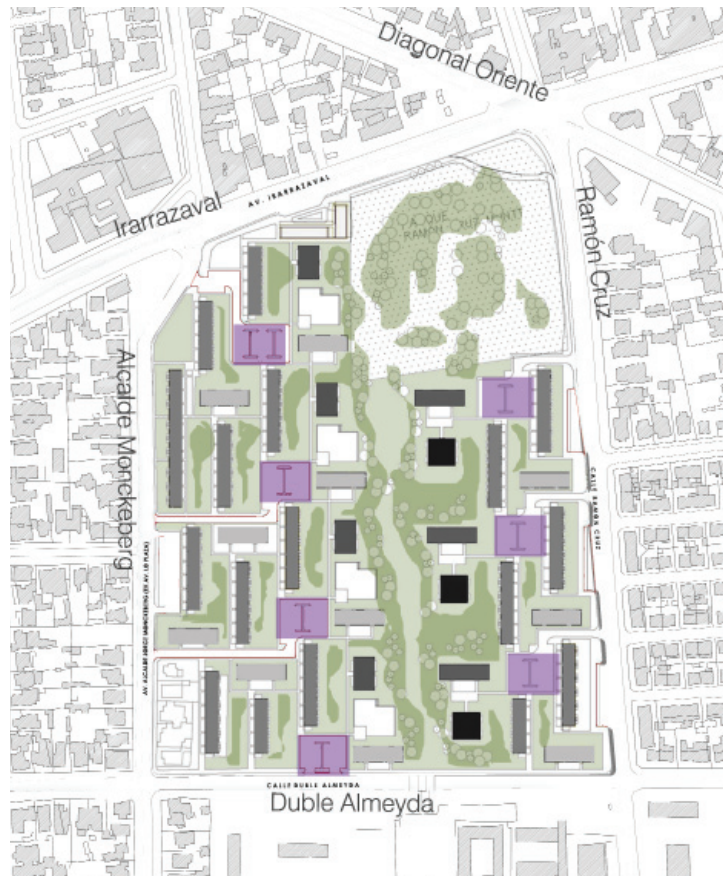 Diagonal Oriente
AV. IRARRAZAVAL
Irarrazaval
Ramón Cruz
Alcalde Monckeberg
CALLE RAMON CRUZ
CALLE DUBLE ALMEYDA
Duble Almeyda